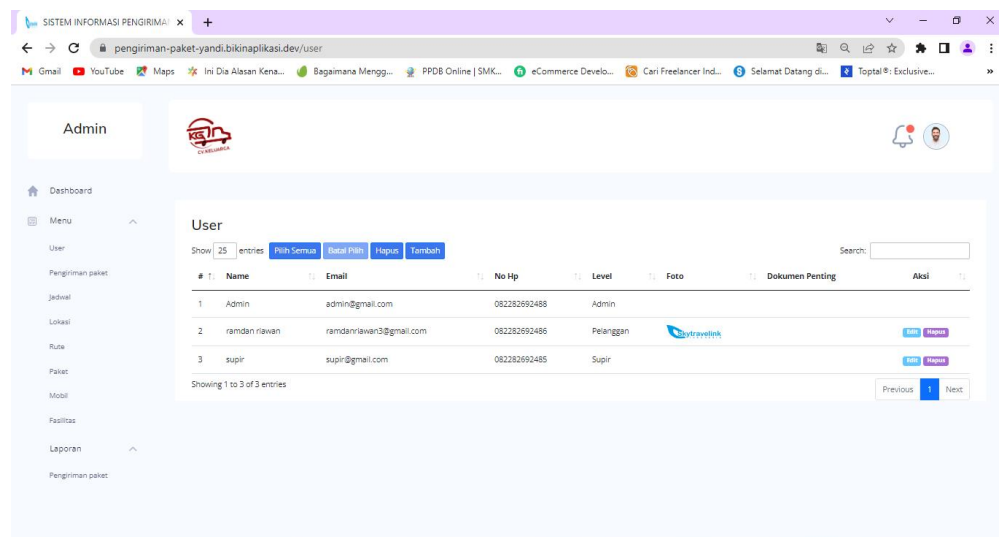 SISTEM INFORMASI PENGIRIMA
pengiriman-paket-yandi.bikinaplikasi.dev/user
Gmail YouTube Maps Ini Dia Alasan Kena... Bagaimana Mengg... PPDB Online | SMK... eCommerce Develo... Cari Freelancer Ind... Selamat Datang di... Toptal®: Exclusive...
Admin
KG
CV.KELUARGA
Dashboard
Menu
User
Pengiriman paket
Jadwal
Lokasi
Rute
Paket
Mobil
Fasilitas
Laporan
Pengiriman paket
User
Show 25 entries Pilih Semua Batal Pilih Hapus Tambah Search:
# Name Email No Hp Level Foto Dokumen Penting Aksi
1 Admin admin@gmail.com 082282692488 Admin
2 ramdan riawan ramdanriawan3@gmail.com 082282692486 Pelanggan Skytravelink Edit Hapus
3 supir supir@gmail.com 082282692485 Supir Edit Hapus
Showing 1 to 3 of 3 entries
Previous 1 Next